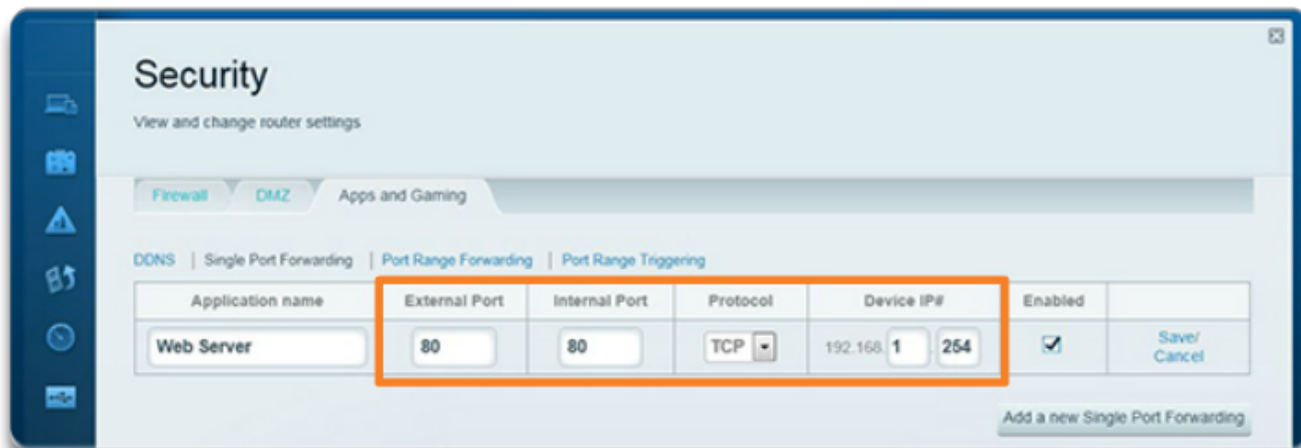 Security
View and change router settings
Firewall DMZ Apps and Gaming
DDNS | Single Port Forwarding | Port Range Forwarding | Port Range Triggering
Application name External Port Internal Port Protocol Device IP# Enabled
Web Server 80 80 TCP 192.168. 1 . 254 Save/
Cancel
Add a new Single Port Forwarding